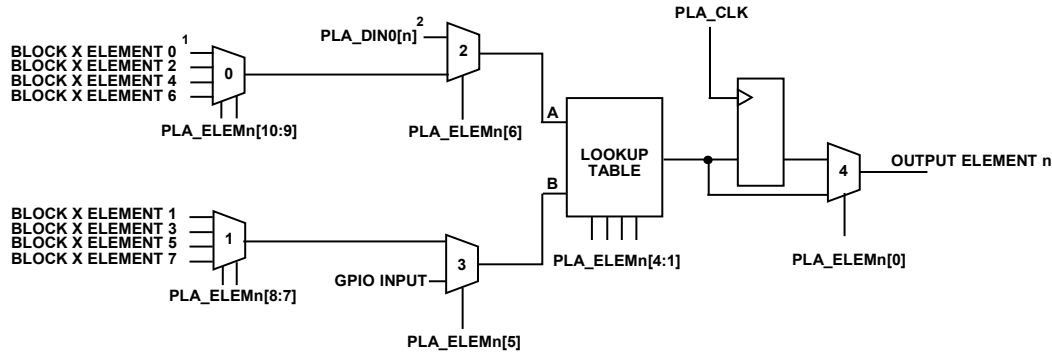 PLA_CLK
PLA_DIN0[n] 2
BLOCK X ELEMENT 0 1
BLOCK X ELEMENT 2
BLOCK X ELEMENT 4
BLOCK X ELEMENT 6
0
2
PLA_ELEMn[10:9]
PLA_ELEMn[6]
A
B
LOOKUP
TABLE
4
OUTPUT ELEMENT n
BLOCK X ELEMENT 1
BLOCK X ELEMENT 3
BLOCK X ELEMENT 5
BLOCK X ELEMENT 7
1
3
GPIO INPUT
PLA_ELEMn[4:1]
PLA_ELEMn[0]
PLA_ELEMn[8:7]
PLA_ELEMn[5]